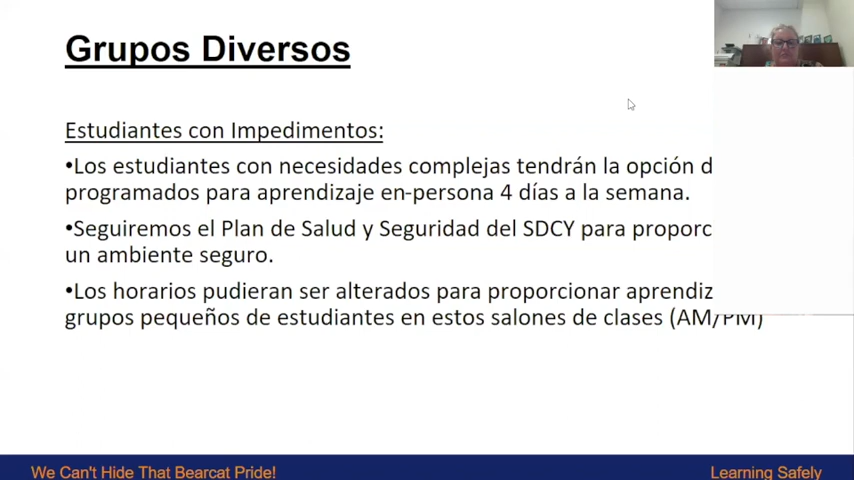 Grupos Diversos
Estudiantes con Impedimentos:
•Los estudiantes con necesidades complejas tendrán la opción
programados para aprendizaje en-persona 4 días a la semana.
•Seguiremos el Plan de Salud y Seguridad del SDCY para
un ambiente seguro.
•Los horarios pudieran ser alterados para proporcionar
grupos pequeños de estudiantes en estos salones de clases (AM/PM)
We Can't Hide That Bearcat Pride!
Learning Safely